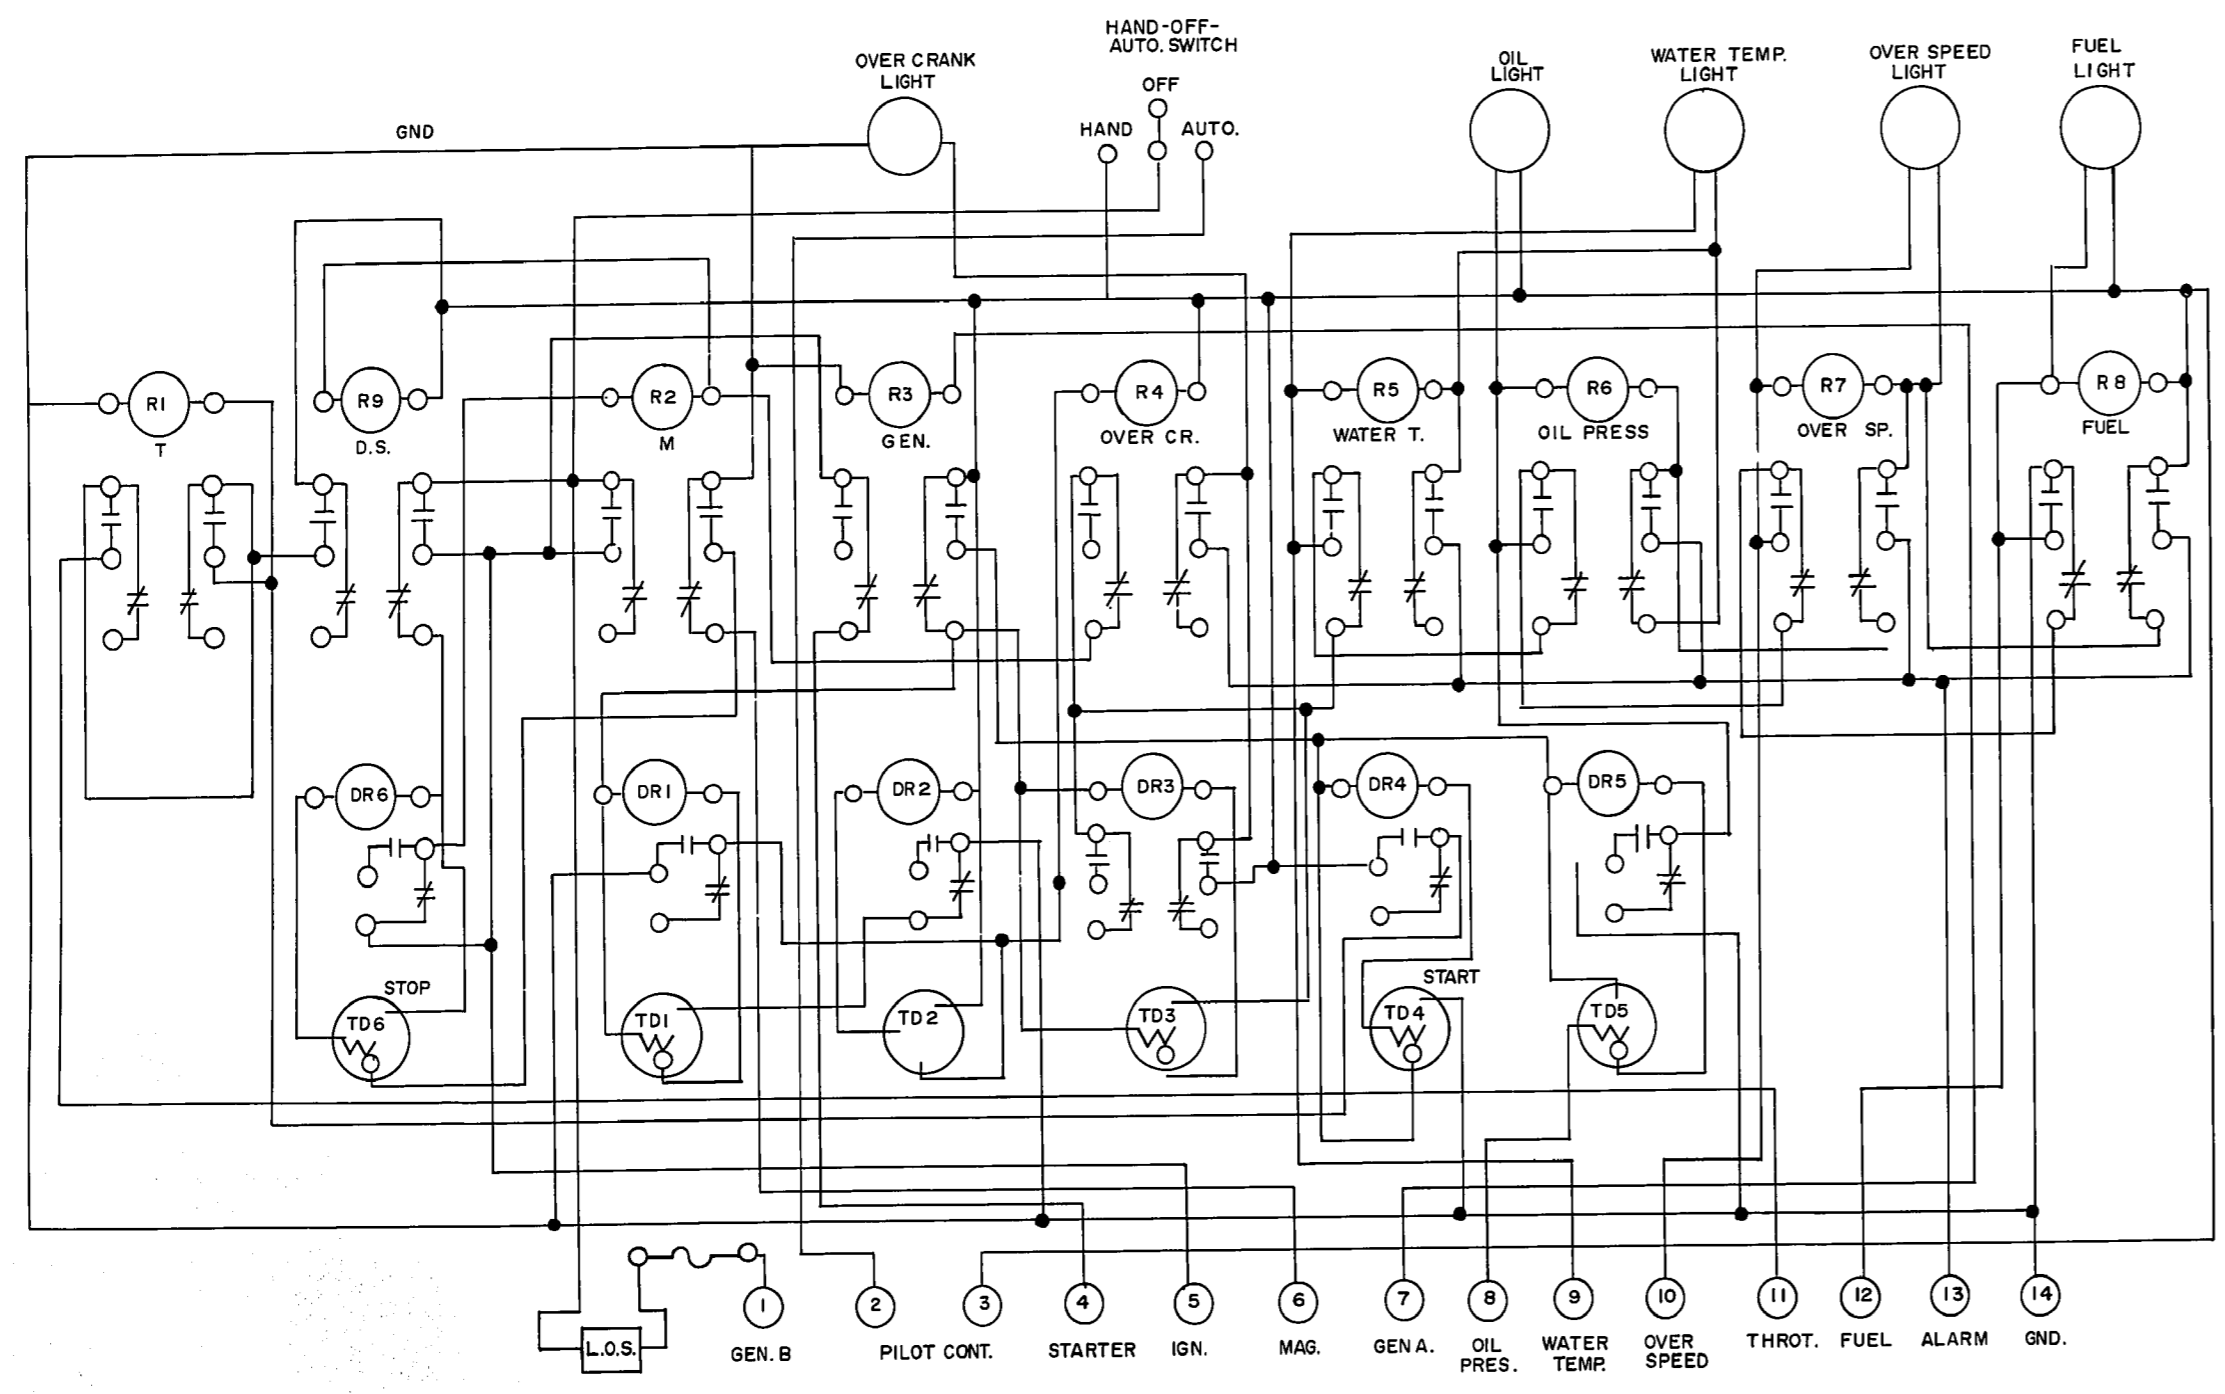 HAND-OFF-
AUTO. SWITCH
OVER CRANK
LIGHT
OFF
HAND
AUTO.
OIL
LIGHT
WATER TEMP.
LIGHT
OVER SPEED
LIGHT
FUEL
LIGHT
GND
R1
T
R9
D.S.
R2
M
R3
GEN.
R4
OVER CR.
R5
WATER T.
R6
OIL PRESS
R7
OVER SP.
R8
FUEL
DR6
DR1
DR2
DR3
DR4
DR5
STOP
START
TD6
TD1
TD2
TD3
TD4
TD5
L.O.S.
1
2
3
4
5
6
7
8
9
10
11
12
13
14
GEN. B
PILOT CONT.
STARTER
IGN.
MAG.
GEN A.
OIL
PRES.
WATER
TEMP.
OVER
SPEED
THROT.
FUEL
ALARM
GND.